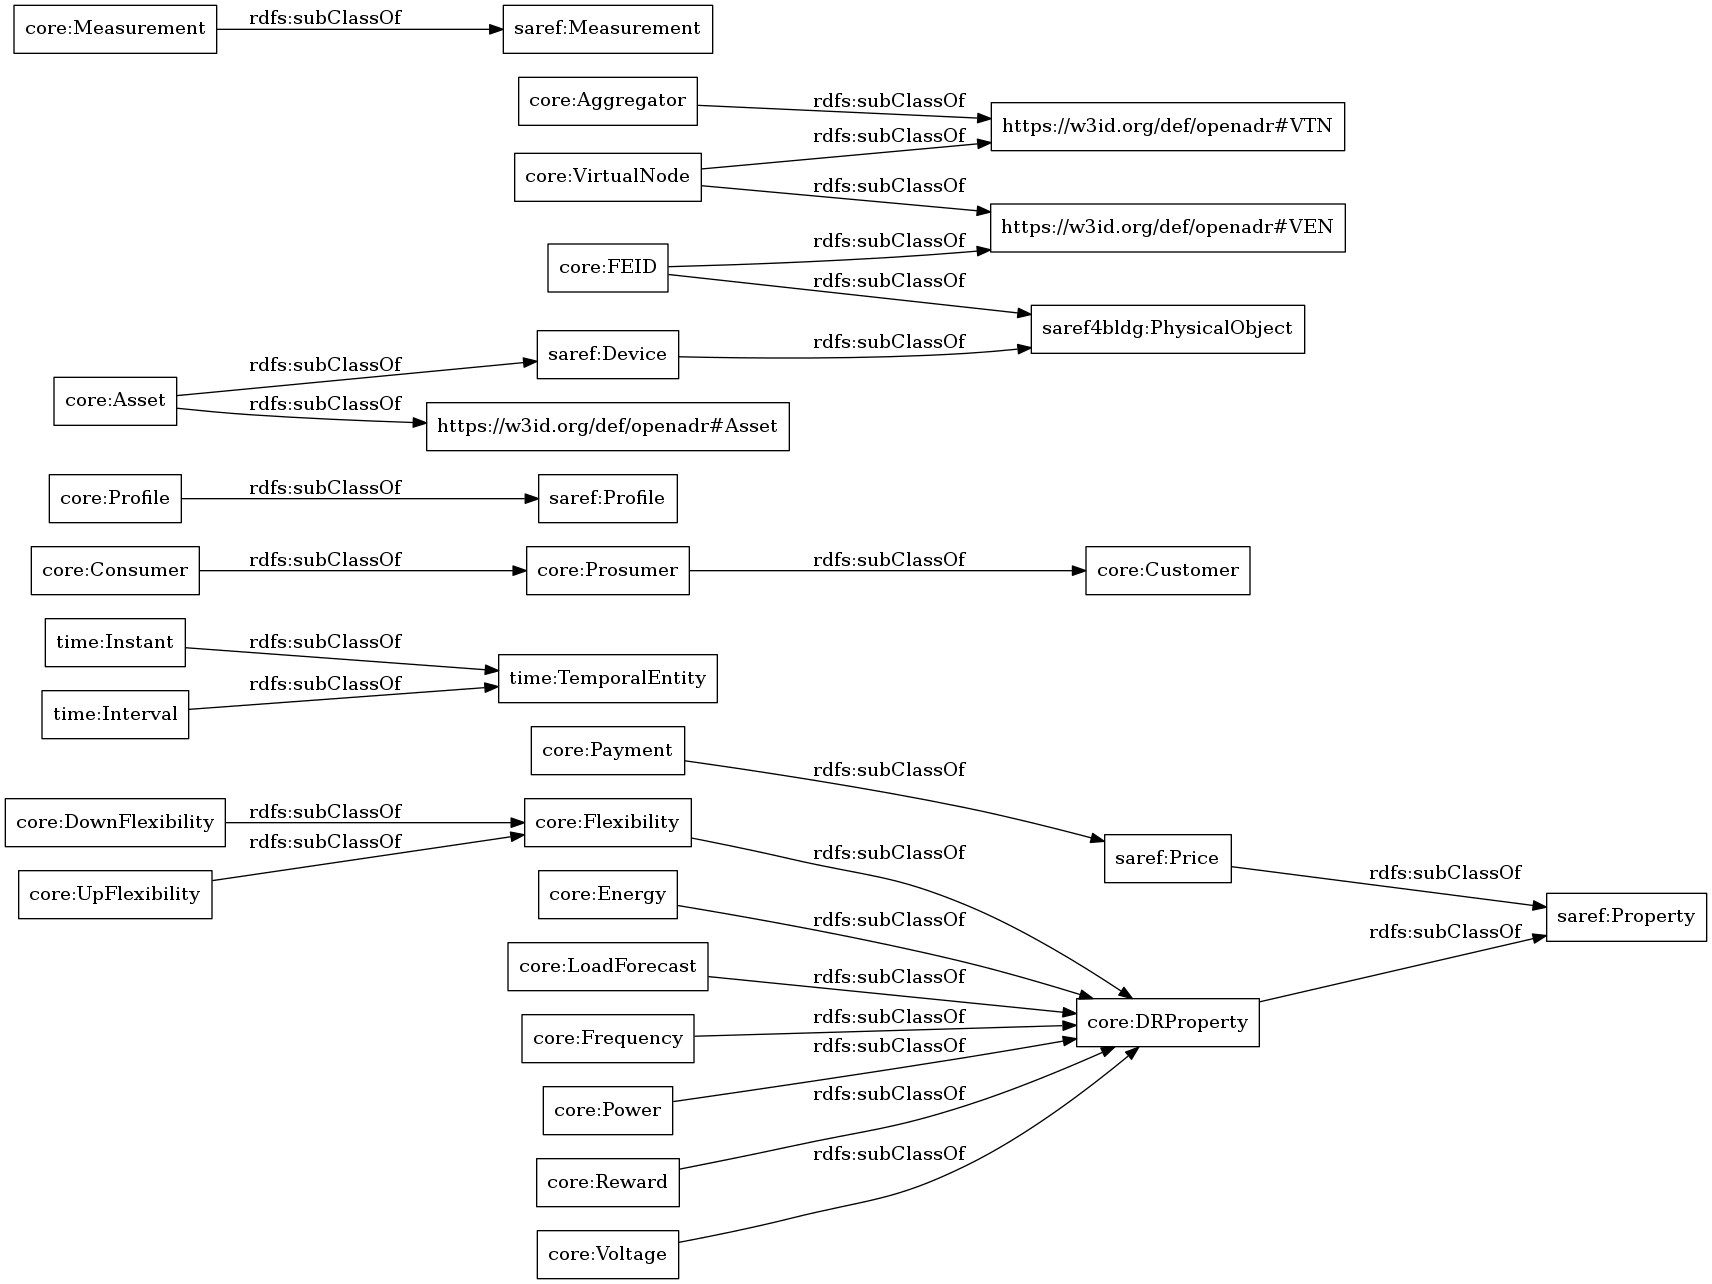 core:Measurement
rdfs:subClassOf
saref:Measurement
core:Aggregator
rdfs:subClassOf
https://w3id.org/def/openadr#VTN
rdfs:subClassOf
core:VirtualNode
rdfs:subClassOf
https://w3id.org/def/openadr#VEN
rdfs:subClassOf
core:FEID
rdfs:subClassOf
saref4bldg:PhysicalObject
saref:Device
rdfs:subClassOf
rdfs:subClassOf
core:Asset
rdfs:subClassOf
https://w3id.org/def/openadr#Asset
core:Profile
rdfs:subClassOf
saref:Profile
core:Consumer
rdfs:subClassOf
core:Prosumer
rdfs:subClassOf
core:Customer
time:Instant
rdfs:subClassOf
time:TemporalEntity
rdfs:subClassOf
time:Interval
core:Payment
rdfs:subClassOf
core:DownFlexibility
rdfs:subClassOf
core:Flexibility
rdfs:subClassOf
core:UpFlexibility
rdfs:subClassOf
saref:Price
rdfs:subClassOf
core:Energy
rdfs:subClassOf
saref:Property
rdfs:subClassOf
core:LoadForecast
rdfs:subClassOf
core:DRProperty
core:Frequency
rdfs:subClassOf
rdfs:subClassOf
core:Power
rdfs:subClassOf
core:Reward
rdfs:subClassOf
core:Voltage